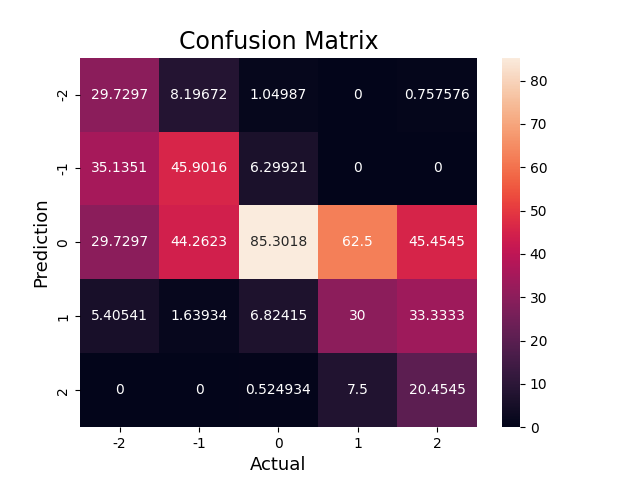 Confusion Matrix
-2 29.7297 8.19672 1.04987 0 0.757576
-1 35.1351 45.9016 6.29921 0 0
0 29.7297 44.2623 85.3018 62.5 45.4545
1 5.40541 1.63934 6.82415 30 33.3333
2 0 0 0.524934 7.5 20.4545
-2 -1 0 1 2
Actual
Prediction
80
70
60
50
40
30
20
10
0